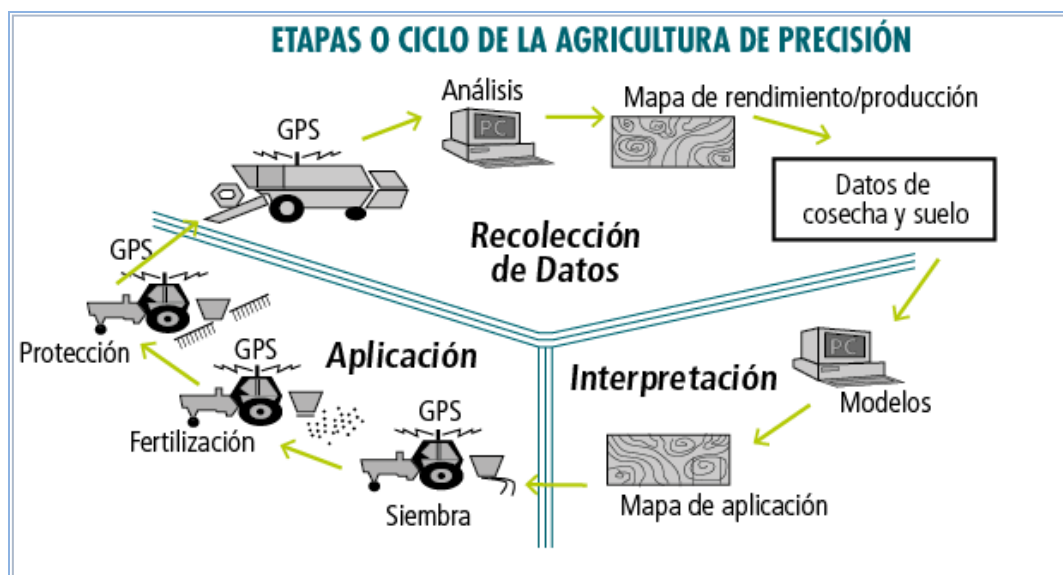 ETAPAS O CICLO DE LA AGRICULTURA DE PRECISIÓN
GPS
Análisis
PC
Mapa de rendimiento/producción
Datos de
cosecha y suelo
Recolección
de Datos
PC
Modelos
Interpretación
Mapa de aplicación
Aplicación
GPS
Siembra
GPS
Fertilización
GPS
Protección